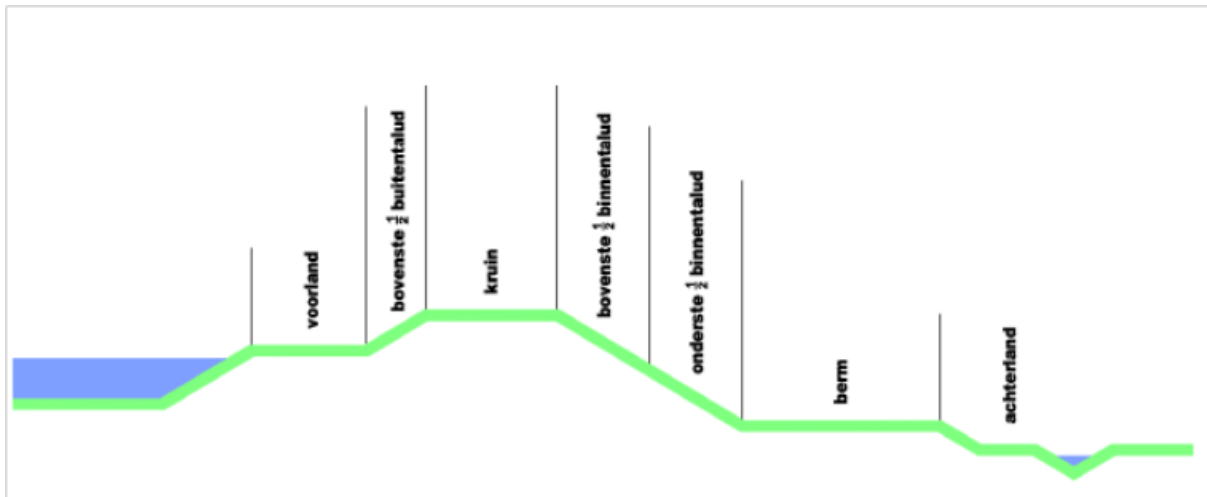 voorland
bovenste ½ buitentalud
kruin
bovenste ½ binnentalud
onderste ½ binnentalud
berm
achterland